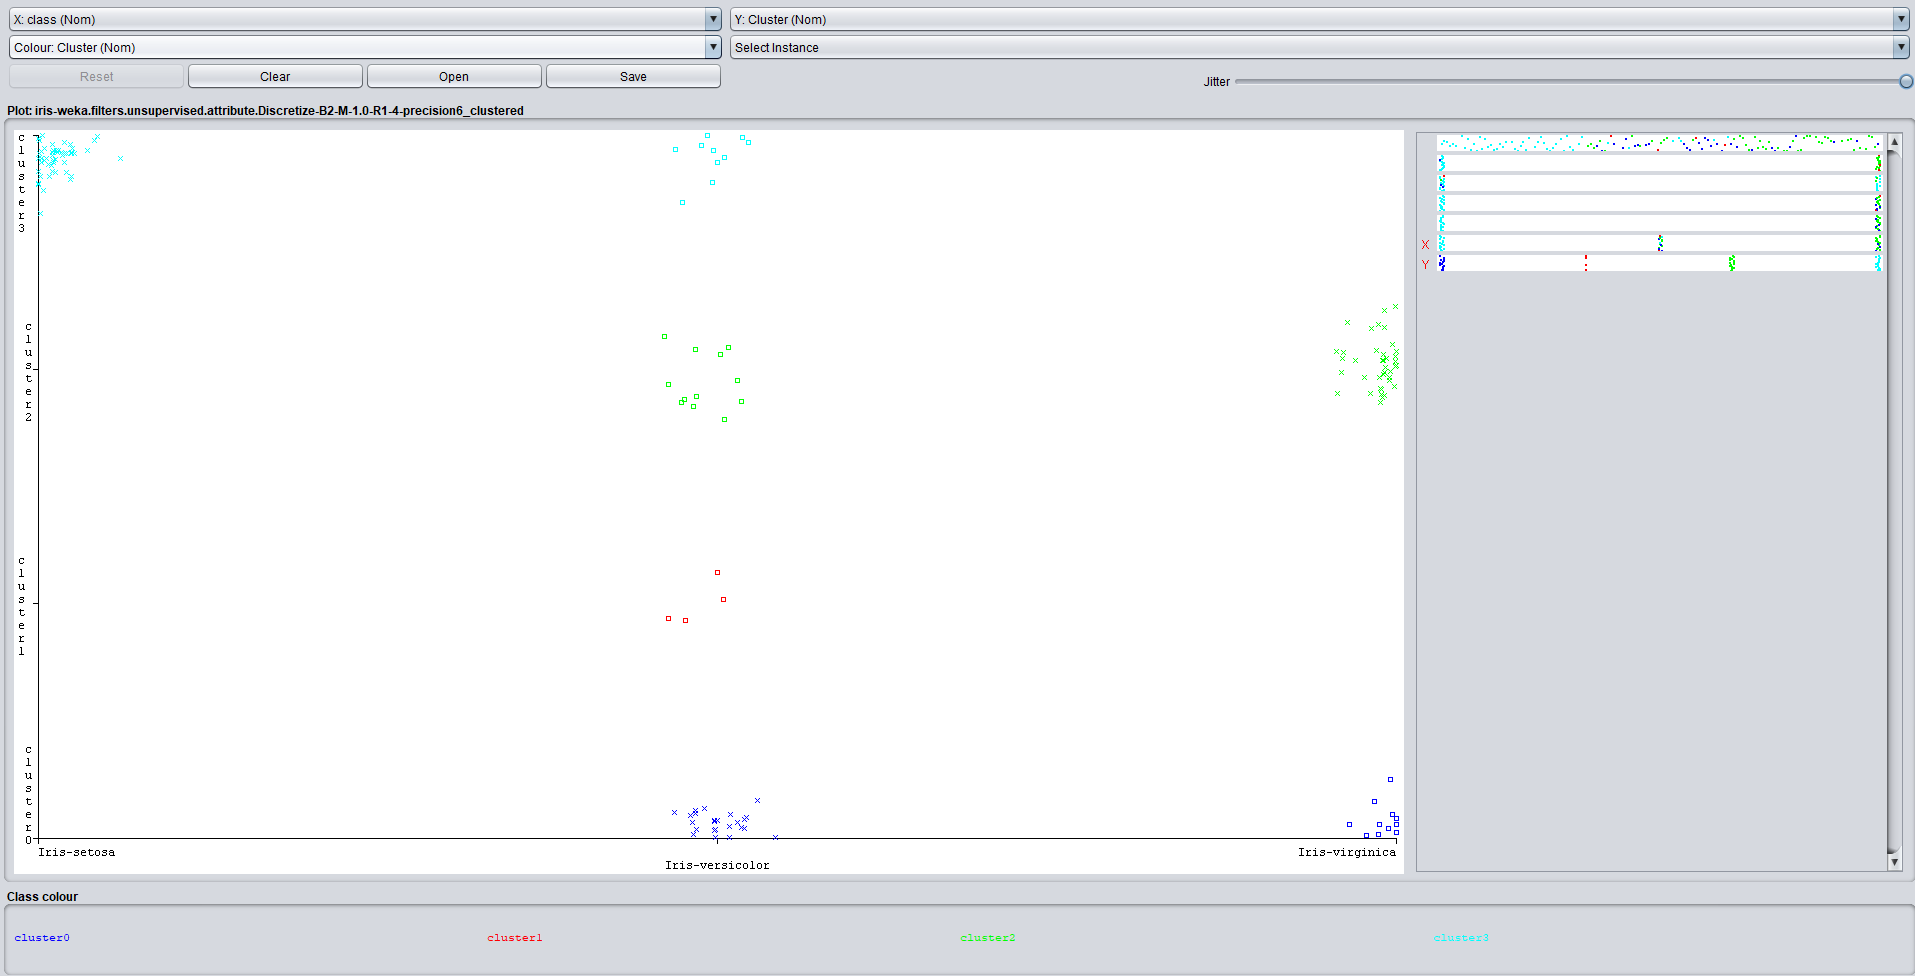 X: class (Nom)
Y: Cluster (Nom)
Colour: Cluster (Nom)
Select Instance
Reset
Clear
Open
Save
Jitter
Plot: iris-weka.filters.unsupervised.attribute.Discretize-B2-M-1.0-R1-4-precision6_clustered
cluster3
cluster2
cluster1
cluster0
Iris-setosa
Iris-versicolor
Iris-virginica
X
Y
Class colour
cluster0
cluster1
cluster2
cluster3